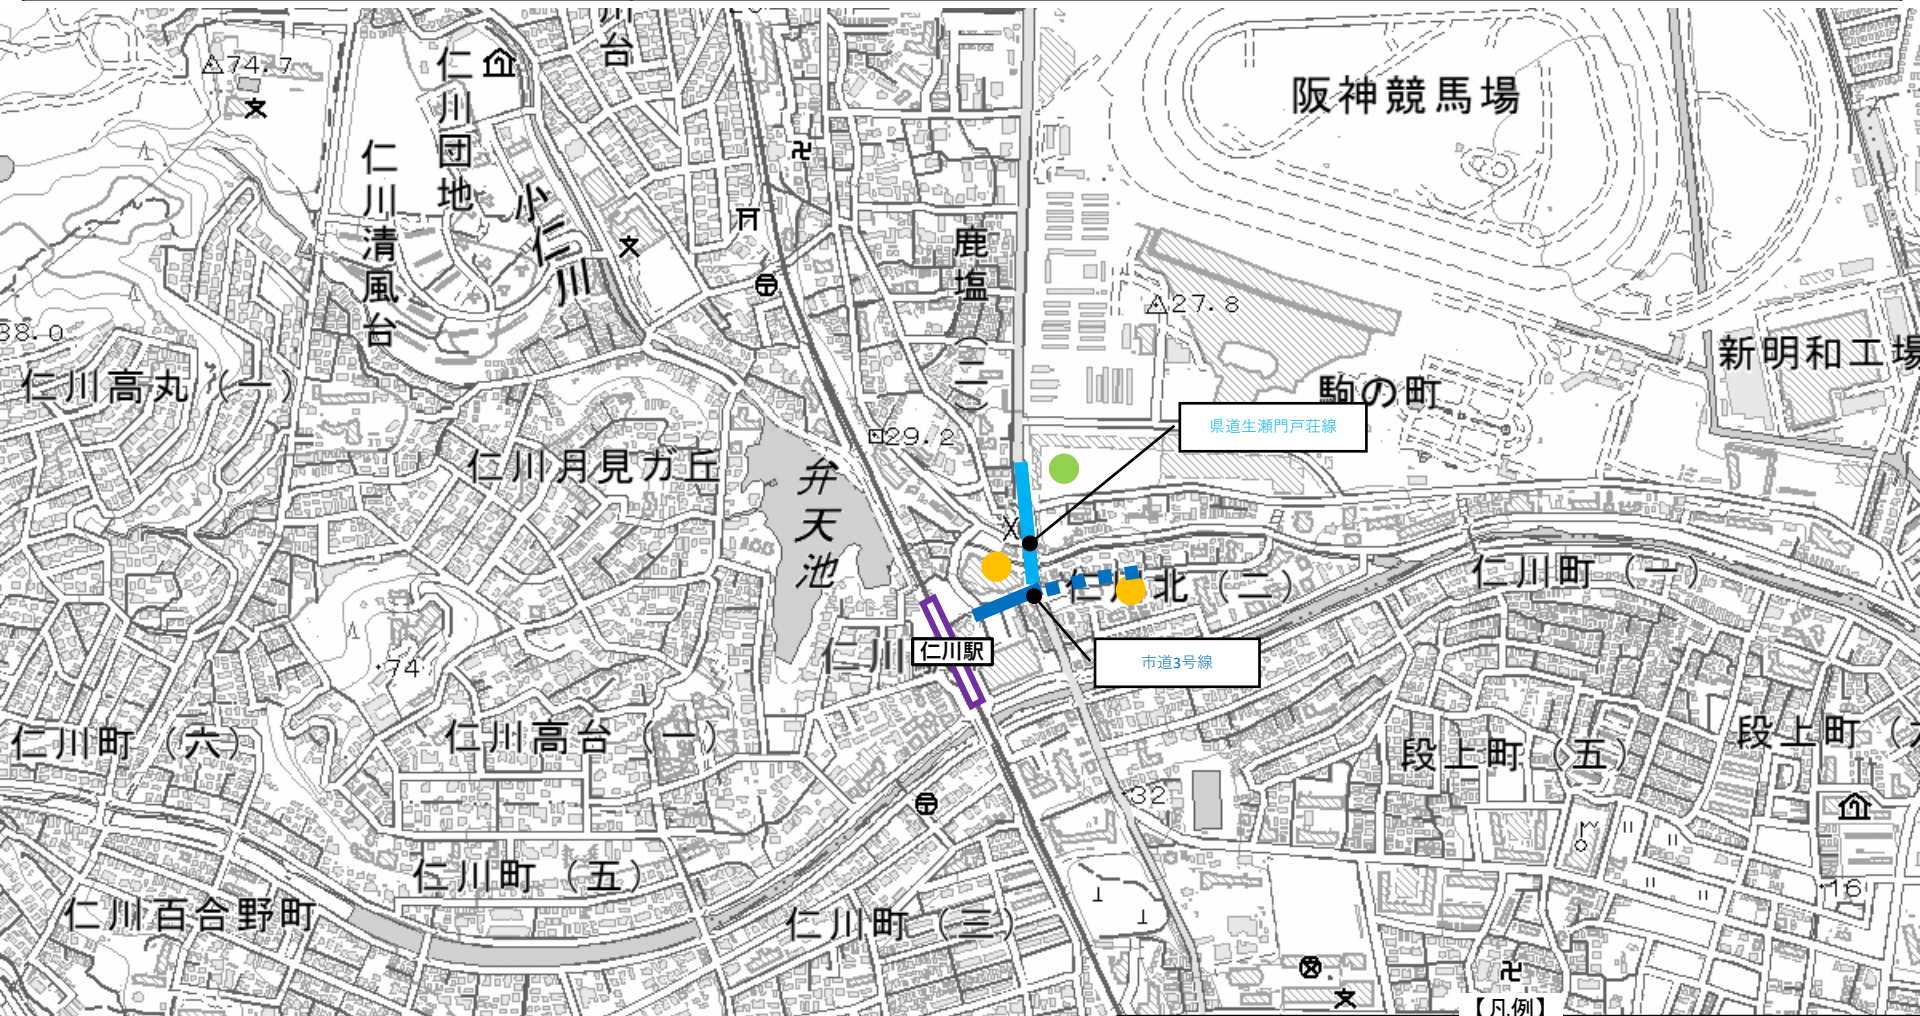 川台
74.7
仁川団地
阪神競馬場
仁川清風台
小仁川
鹿塩(二)
27.8
38.0
新明和工場
仁川高丸(一)
駒の町
県道生瀬門戸荘線
29.2
仁川月見ガ丘
弁天池
仁川北(二)
仁川町(一)
仁川
仁川駅
市道3号線
74
仁川町(六)
仁川高台(一)
段上町(五)
段上町
32
仁川町(五)
16
仁川百合野町
仁川町(三)
【凡例】